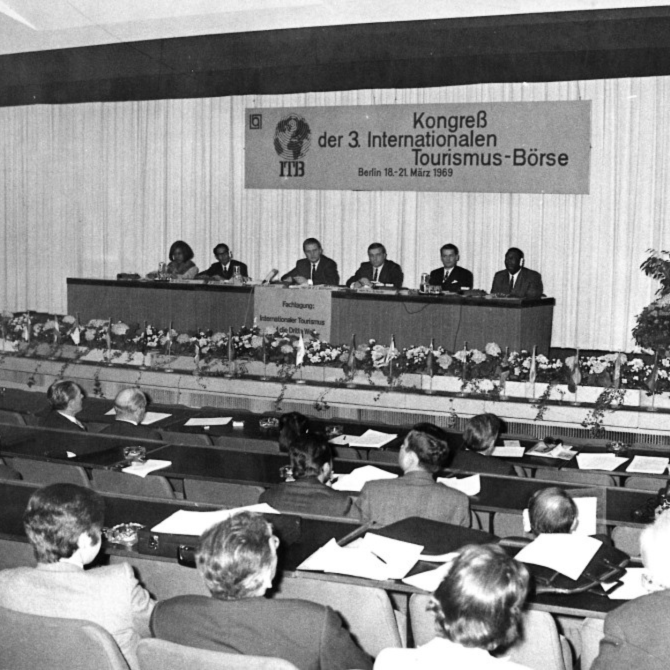 Kongreß
der 3. Internationalen
Tourismus-Börse
Berlin 18.-21. März 1969
ITB
Fachtagung:
Internationaler Tourismus